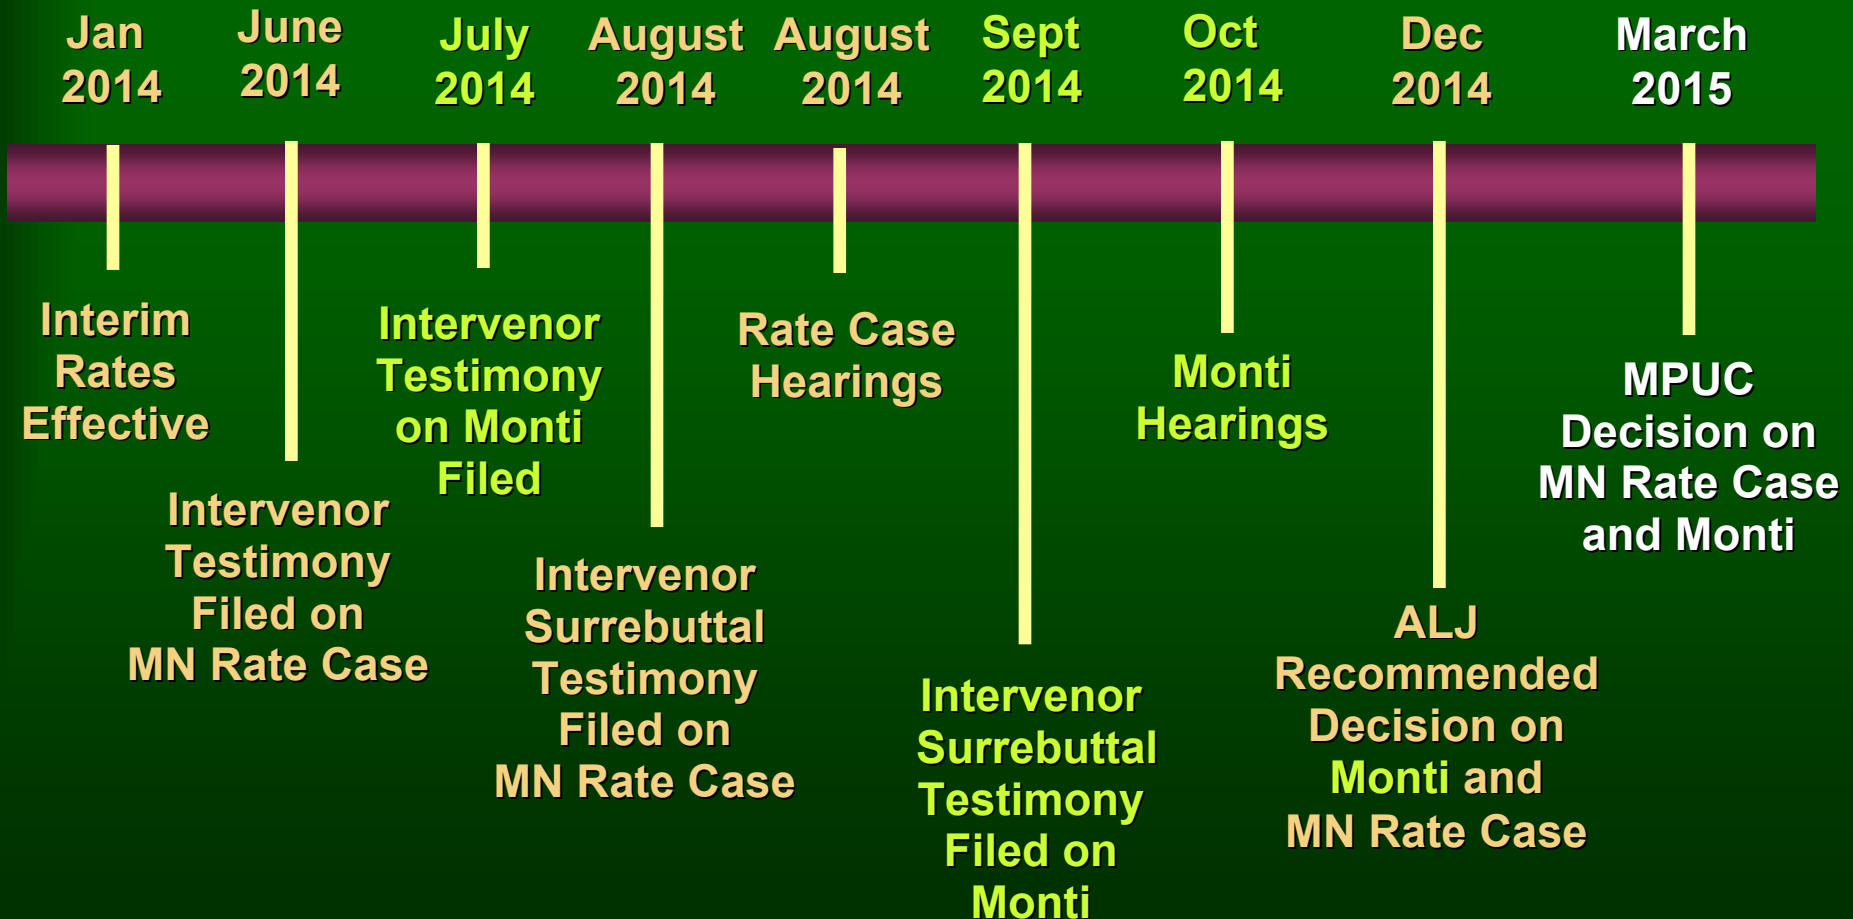 Jan
2014
June
2014
July
2014
August
2014
August
2014
Sept
2014
Oct
2014
Dec
2014
March
2015
Interim
Rates
Effective
Intervenor
Testimony
Filed on
MN Rate Case
Intervenor
Testimony
on Monti
Filed
Intervenor
Surrebuttal
Testimony
Filed on
MN Rate Case
Rate Case
Hearings
Intervenor
Surrebuttal
Testimony
Filed on
Monti
Monti
Hearings
ALJ
Recommended
Decision on
Monti and
MN Rate Case
MPUC
Decision on
MN Rate Case
and Monti